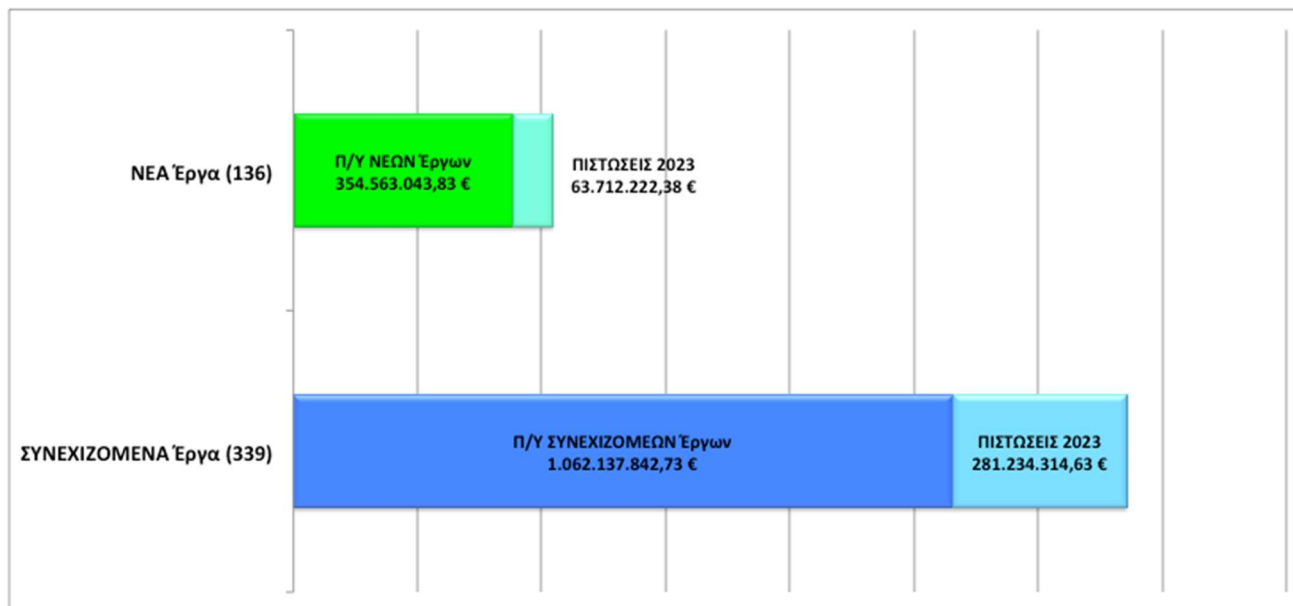 ΝΕΑ Έργα (136)
Π/Υ ΝΕΩΝ Έργων
354.563.043,83 €
ΠΙΣΤΩΣΕΙΣ 2023
63.712.222,38 €
ΣΥΝΕΧΙΖΟΜΕΝΑ Έργα (339)
Π/Υ ΣΥΝΕΧΙΖΟΜΕΩΝ Έργων
1.062.137.842,73 €
ΠΙΣΤΩΣΕΙΣ 2023
281.234.314,63 €